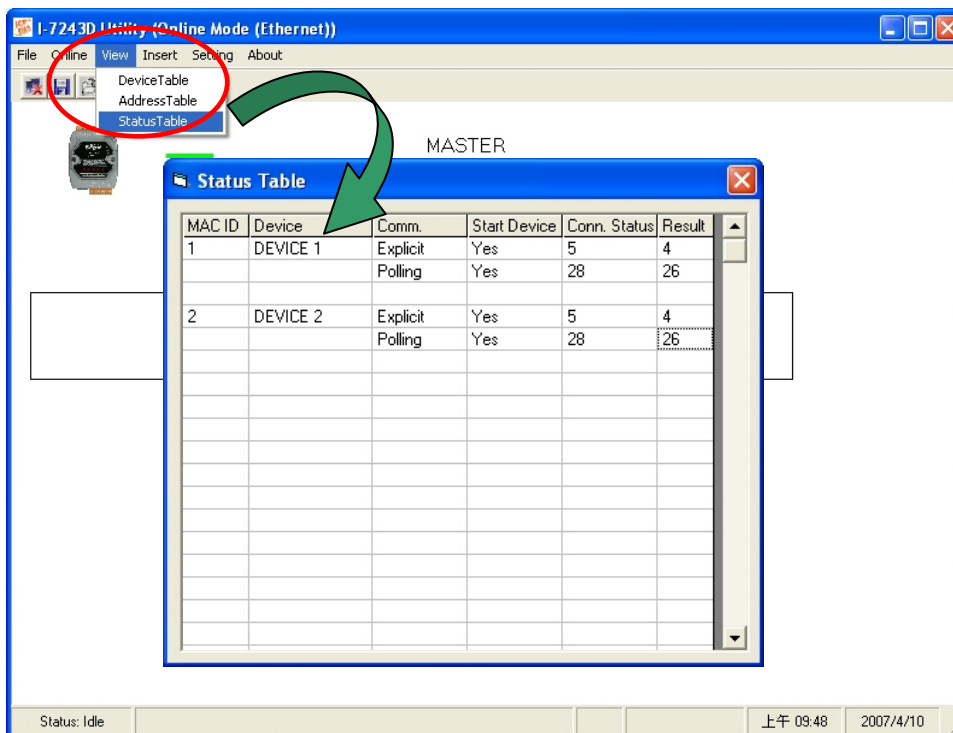 I-7243D Utility (Online Mode (Ethernet))
File Online View Insert Setting About
DeviceTable
AddressTable
StatusTable
MASTER
Status Table
MAC ID Device Comm. Start Device Conn. Status Result
1 DEVICE 1 Explicit Yes 5 4
Polling Yes 28 26
2 DEVICE 2 Explicit Yes 5 4
Polling Yes 28 26
Status: Idle 上午 09:48 2007/4/10